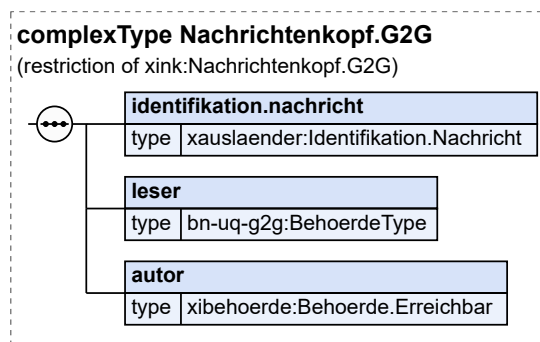 complexType Nachrichtenkopf.G2G
(restriction of xink:Nachrichtenkopf.G2G)
identifikation.nachricht
type xauslaender:Identifikation.Nachricht
leser
type bn-uq-g2g:BehoerdeType
autor
type xibehoerde:Behoerde.Erreichbar